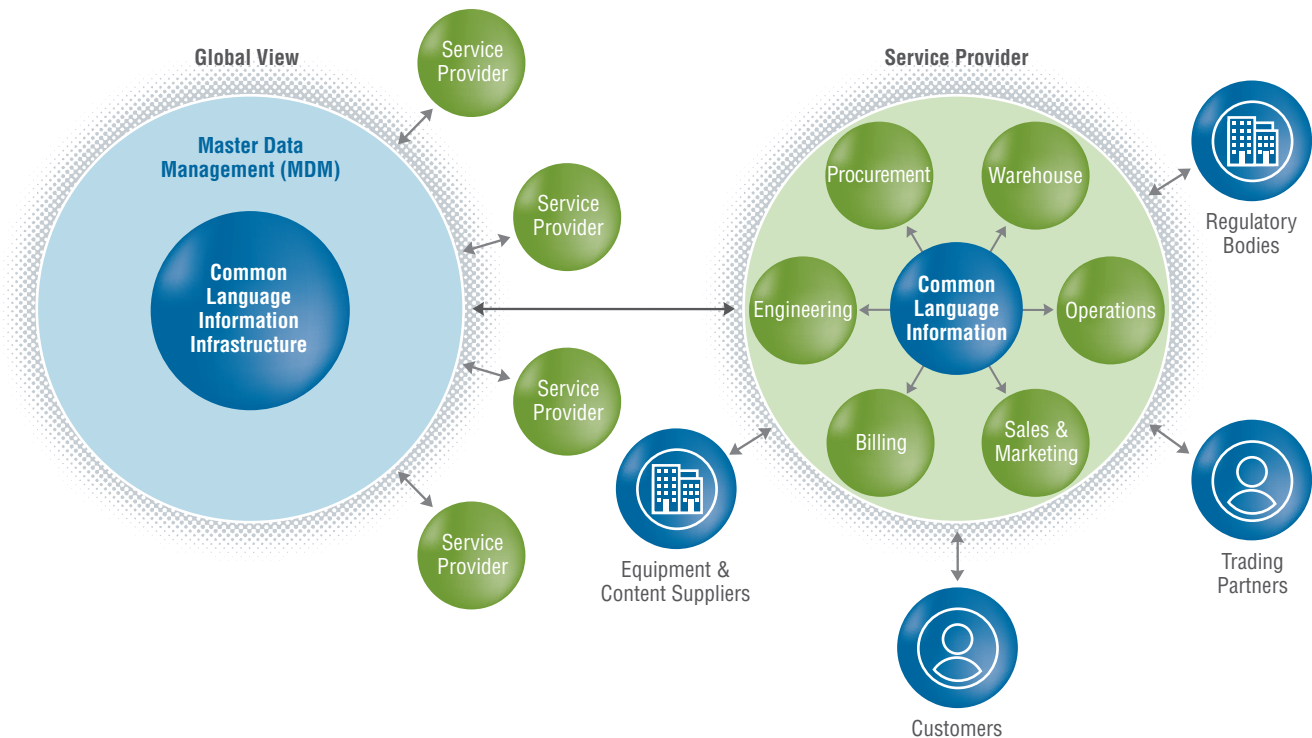 Global View
Master Data
Management (MDM)
Common
Language
Information
Infrastructure
Service
Provider
Service
Provider
Service
Provider
Service
Provider
Service Provider
Procurement
Warehouse
Engineering
Common
Language
Information
Operations
Billing
Sales &
Marketing
Regulatory
Bodies
Equipment &
Content Suppliers
Trading
Partners
Customers